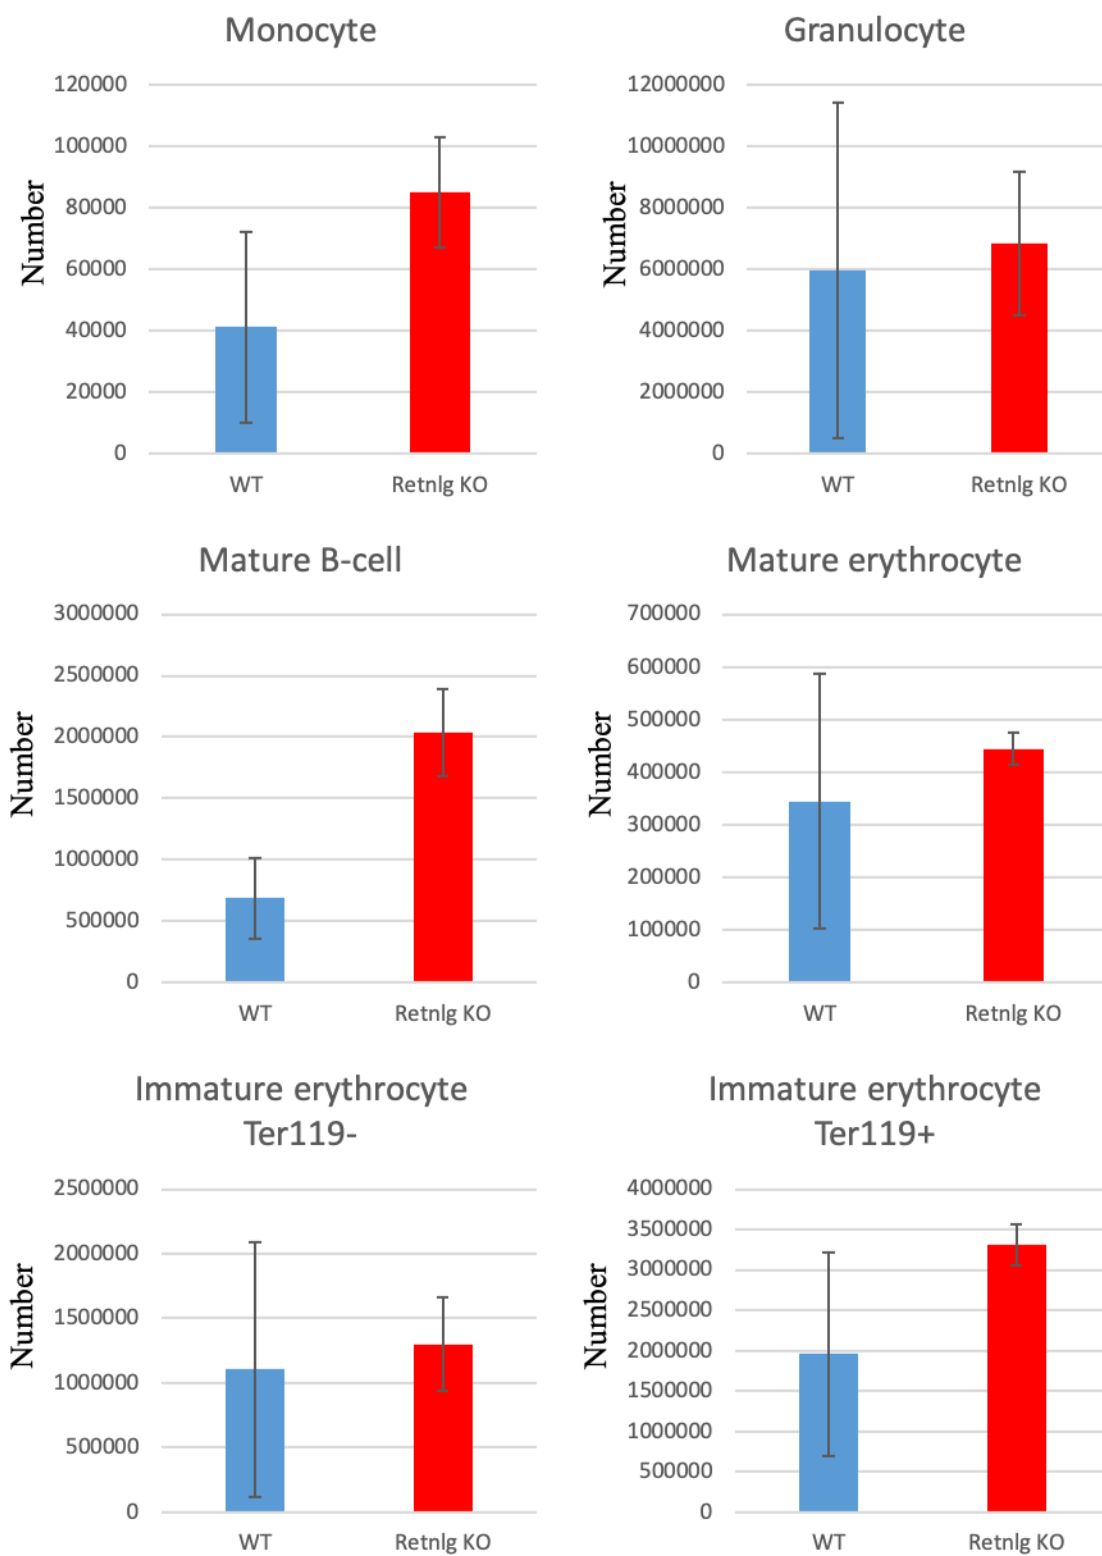 Monocyte
120000
100000
80000
60000
40000
20000
0
Number
WT
Retnlg KO
Granulocyte
12000000
10000000
8000000
6000000
4000000
2000000
0
Number
WT
Retnlg KO
Mature B-cell
3000000
2500000
2000000
1500000
1000000
500000
0
Number
WT
Retnlg KO
Mature erythrocyte
700000
600000
500000
400000
300000
200000
100000
0
Number
WT
Retnlg KO
Immature erythrocyte
Ter119-
2500000
2000000
1500000
1000000
500000
0
Number
WT
Retnlg KO
Immature erythrocyte
Ter119+
4000000
3500000
3000000
2500000
2000000
1500000
1000000
500000
0
Number
WT
Retnlg KO